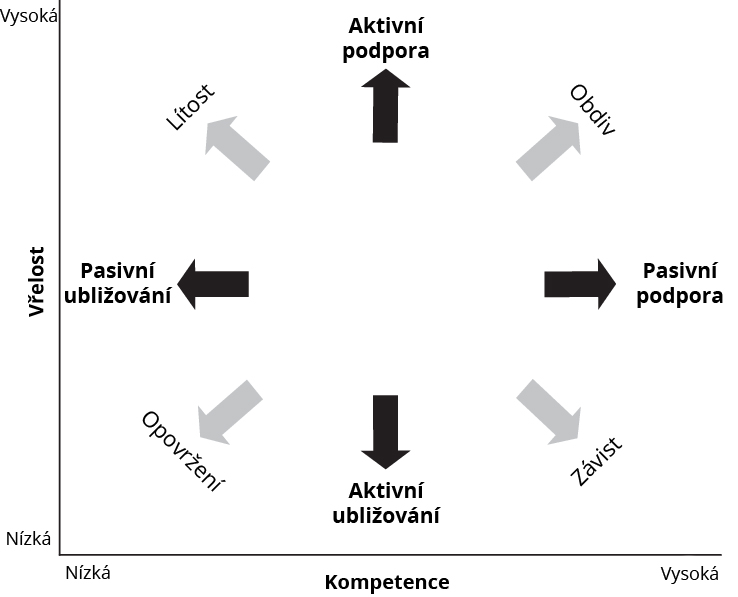 Vysoká
Aktivní
podpora
Lítost
Obdiv
Vřelost
Pasivní
ubližování
Pasivní
podpora
Opovržení
Závist
Aktivní
ubližování
Nízká
Nízká
Kompetence
Vysoká